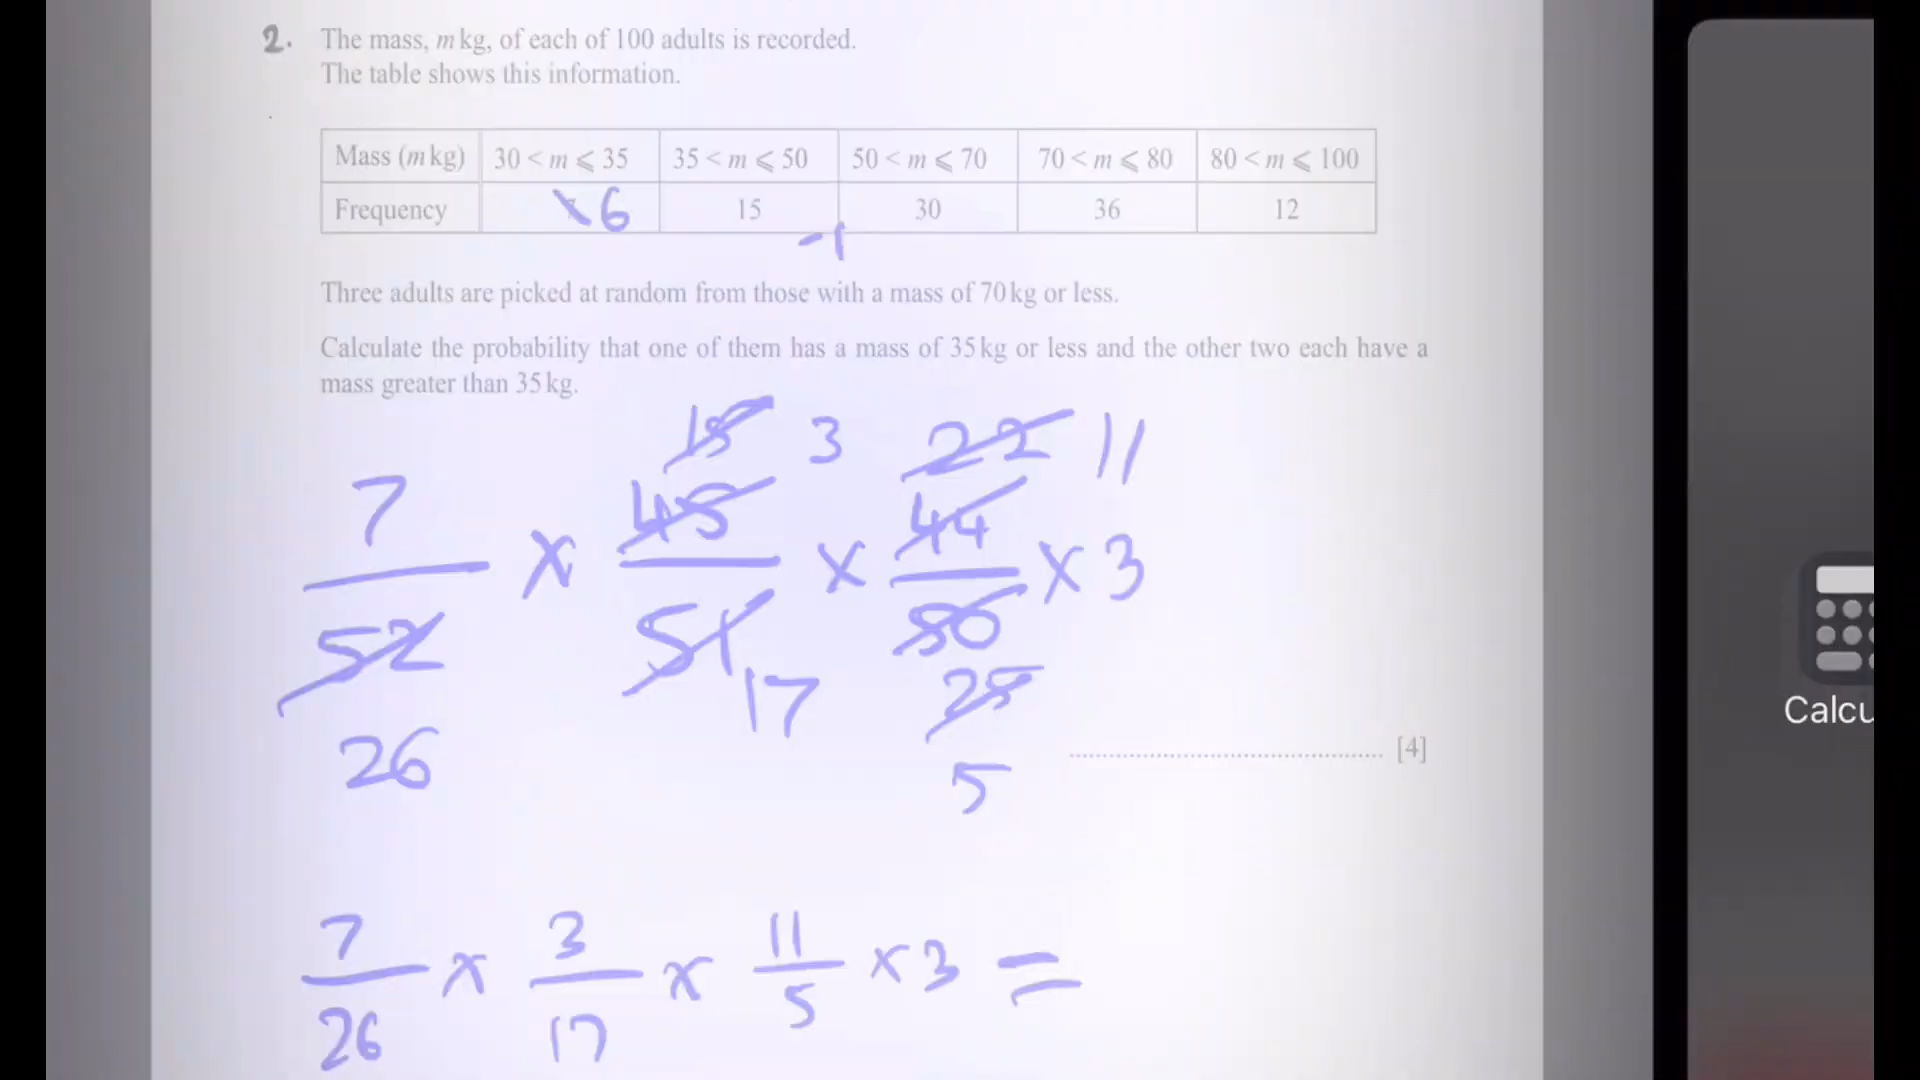 2. The mass, m kg, of each of 100 adults is recorded.
The table shows this information.
Mass (m kg) 30 < m ⩽ 35 35 < m ⩽ 50 50 < m ⩽ 70 70 < m ⩽ 80 80 < m ⩽ 100
Frequency 6 15 30 36 12
-1
Three adults are picked at random from those with a mass of 70 kg or less.
Calculate the probability that one of them has a mass of 35 kg or less and the other two each have a
mass greater than 35 kg.
15 3 22 11
7 45 44
× × × 3
52 51 50
17 25
26 5
[4]
7 3 11
× × × 3 =
26 17 5
Calcu